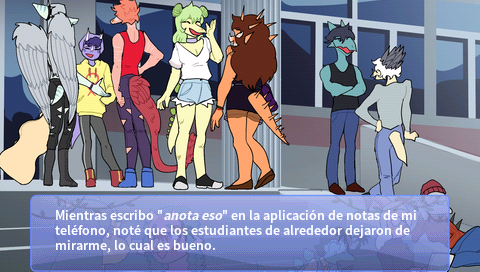 Mientras escribo "anota eso" en la aplicación de notas de mi
teléfono, noté que los estudiantes de alrededor dejaron de
mirarme, lo cual es bueno.